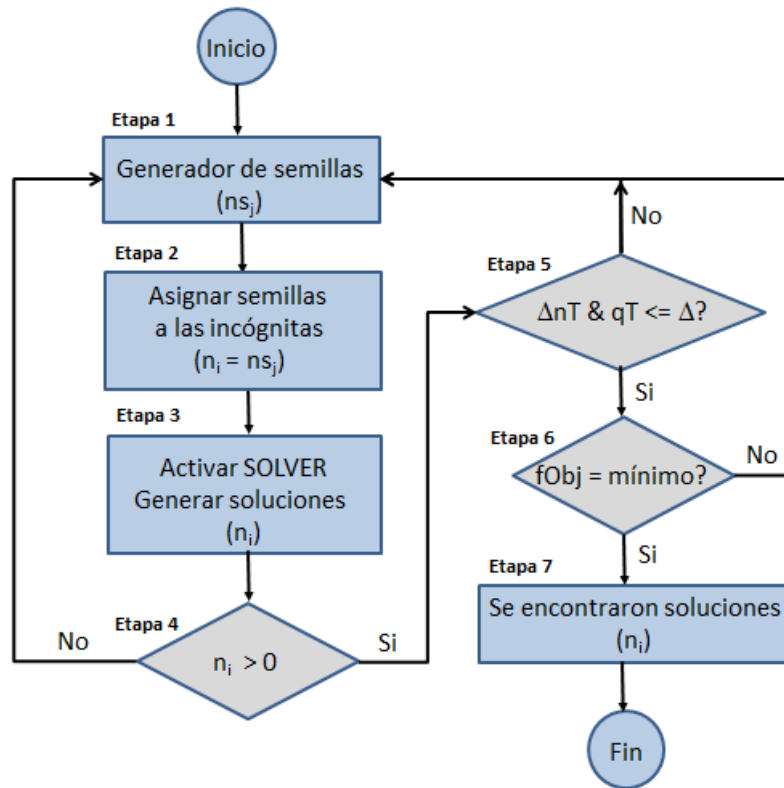 Inicio
Etapa 1
Generador de semillas
(nsj)
Etapa 2
Asignar semillas
a las incógnitas
(ni = nsj)
Etapa 3
Activar SOLVER
Generar soluciones
(ni)
Etapa 4
No
ni > 0
Si
No
Etapa 5
ΔnT & qT <= Δ?
Si
Etapa 6
fObj = mínimo?
No
Si
Etapa 7
Se encontraron soluciones
(ni)
Fin